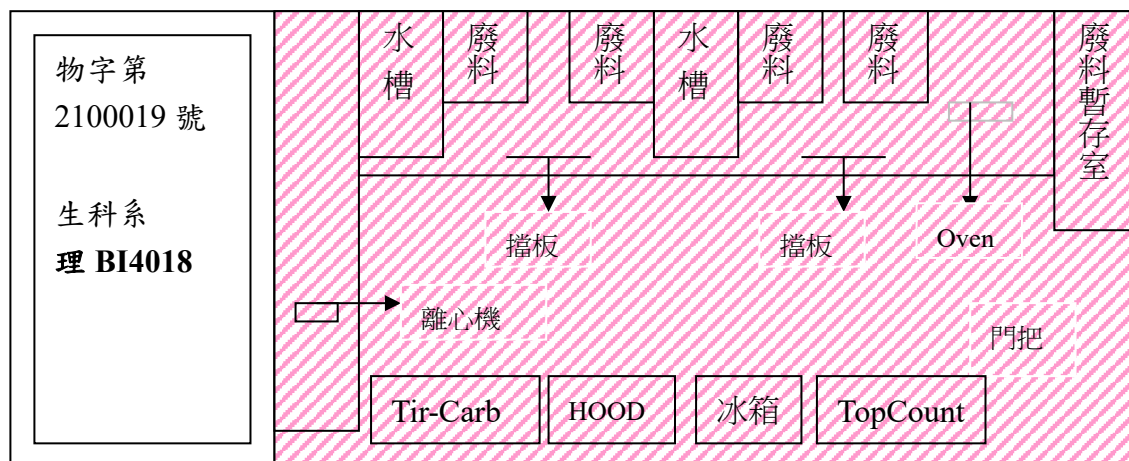 物字第
2100019 號
生科系
理 BI4018
水槽
廢料
廢料
水槽
廢料
廢料
廢料暫存室
擋板
擋板
Oven
離心機
門把
Tir-Carb
HOOD
冰箱
TopCount